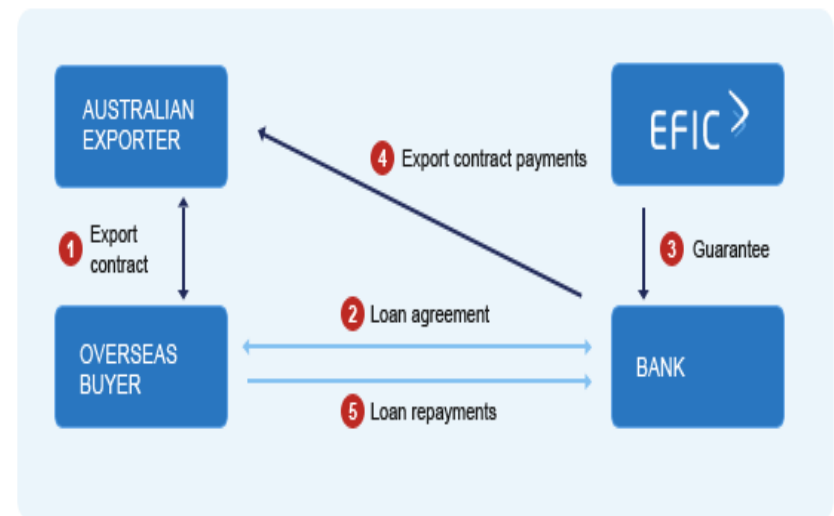 AUSTRALIAN
EXPORTER
EFIC
4 Export contract payments
1 Export
contract
3 Guarantee
2 Loan agreement
OVERSEAS
BUYER
BANK
5 Loan repayments